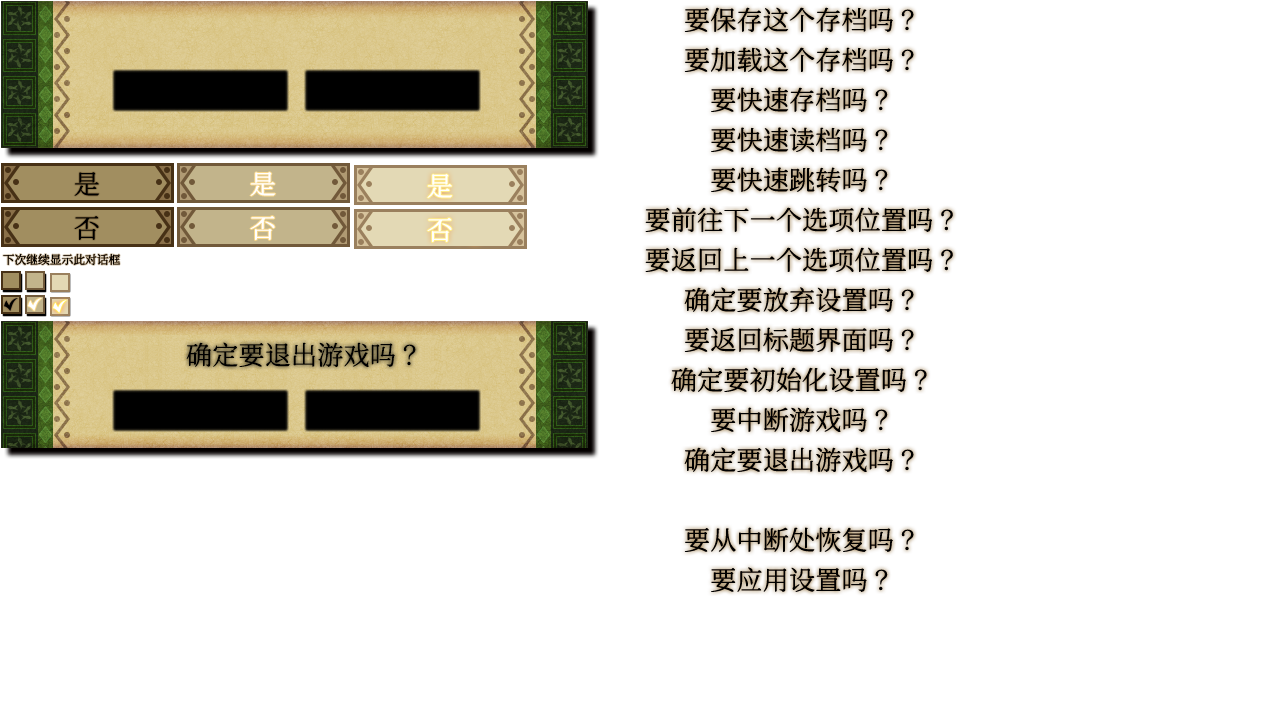 是 是 是
否 否 否
下次继续显示此对话框
确定要退出游戏吗？
要保存这个存档吗？
要加载这个存档吗？
要快速存档吗？
要快速读档吗？
要快速跳转吗？
要前往下一个选项位置吗？
要返回上一个选项位置吗？
确定要放弃设置吗？
要返回标题界面吗？
确定要初始化设置吗？
要中断游戏吗？
确定要退出游戏吗？
要从中断处恢复吗？
要应用设置吗？